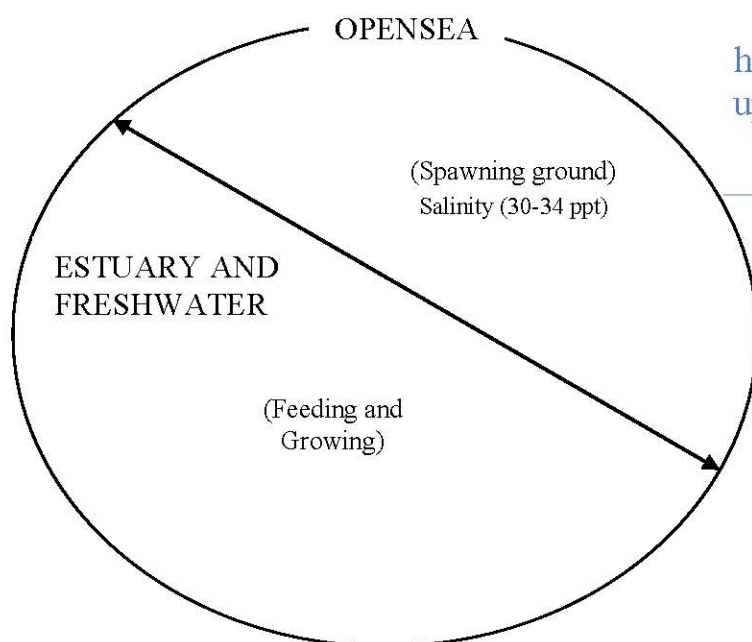 OPENSEA
(Spawning ground)
Salinity (30-34 ppt)
ESTUARY AND
FRESHWATER
(Feeding and
Growing)